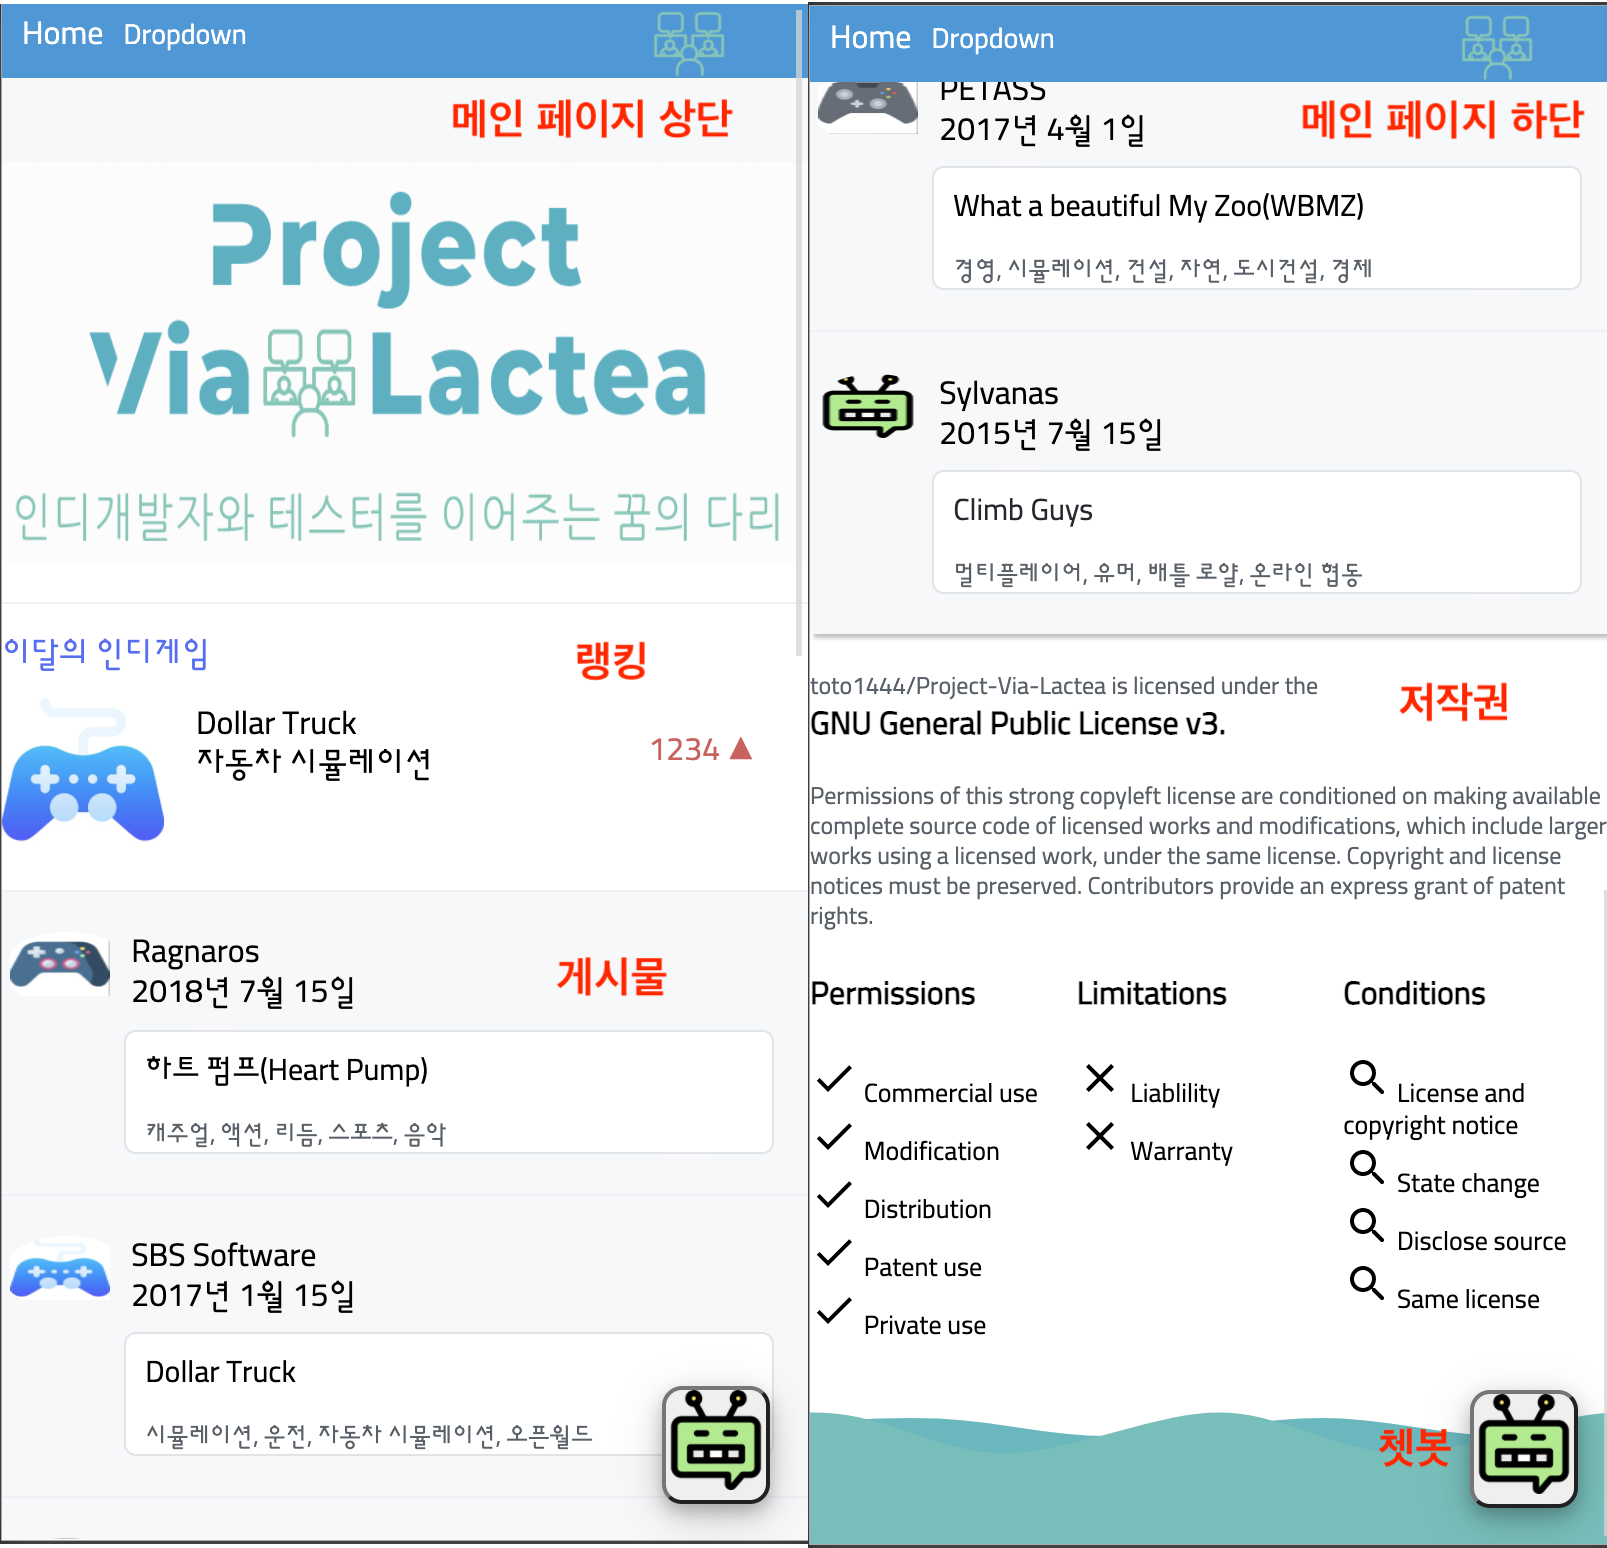 Home Dropdown
메인 페이지 상단
Project
Via Lactea
인디개발자와 테스터를 이어주는 꿈의 다리
이달의 인디게임
랭킹
Dollar Truck
자동차 시뮬레이션
1234 ▲
Ragnaros
2018년 7월 15일
게시물
하트 펌프(Heart Pump)
캐주얼, 액션, 리듬, 스포츠, 음악
SBS Software
2017년 1월 15일
Dollar Truck
시뮬레이션, 운전, 자동차 시뮬레이션, 오픈월드
Home Dropdown
PETASS
2017년 4월 1일
메인 페이지 하단
What a beautiful My Zoo(WBMZ)
경영, 시뮬레이션, 건설, 자연, 도시건설, 경제
Sylvanas
2015년 7월 15일
Climb Guys
멀티플레이어, 유머, 배틀 로얄, 온라인 협동
toto1444/Project-Via-Lactea is licensed under the
GNU General Public License v3.
저작권
Permissions of this strong copyleft license are conditioned on making available
complete source code of licensed works and modifications, which include larger
works using a licensed work, under the same license. Copyright and license
notices must be preserved. Contributors provide an express grant of patent
rights.
Permissions
Commercial use
Modification
Distribution
Patent use
Private use
Limitations
Liablility
Warranty
Conditions
License and
copyright notice
State change
Disclose source
Same license
쳇봇